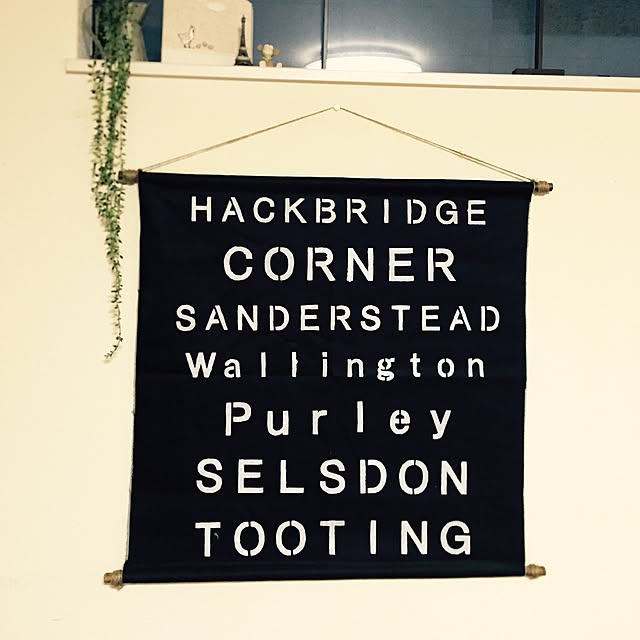 HACKBRIDGE
CORNER
SANDERSTEAD
Wallington
Purley
SELSDON
TOOTING